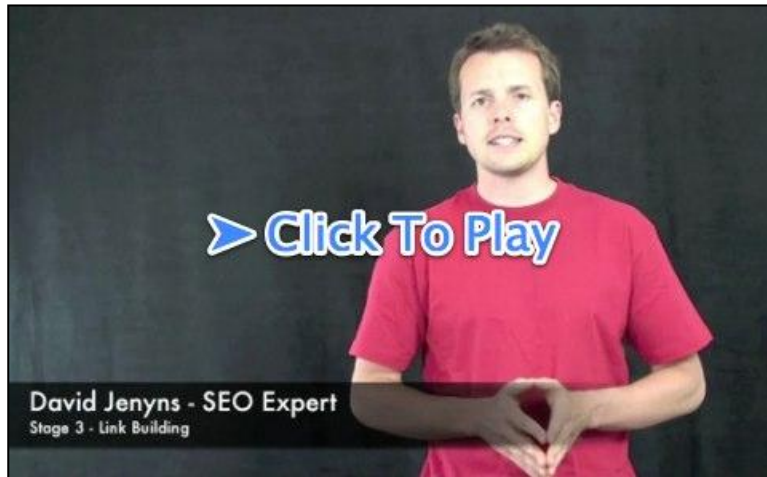 Click To Play
David Jenyns - SEO Expert
Stage 3 - Link Building